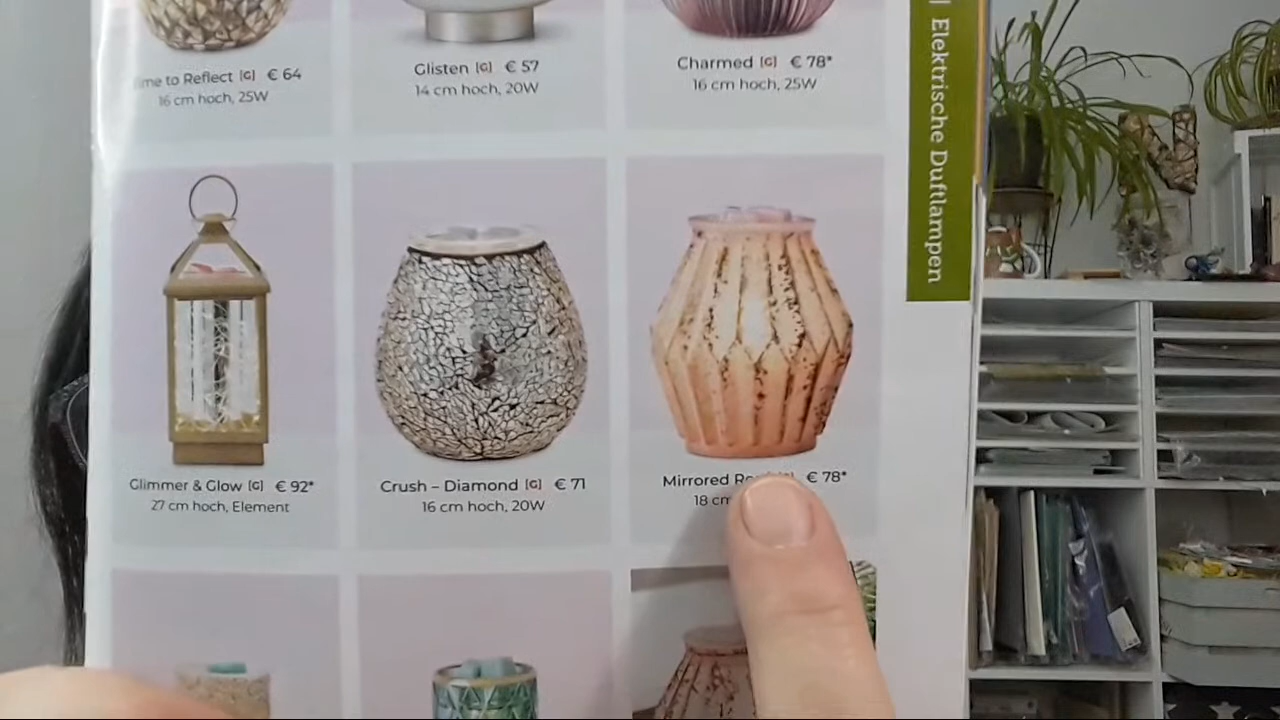 me to Reflect [G] € 64
16 cm hoch, 25W
Glisten [G] € 57
14 cm hoch, 20W
Charmed [G] € 78*
16 cm hoch, 25W
Glimmer & Glow [G] € 92*
27 cm hoch, Element
Crush – Diamond [G] € 71
16 cm hoch, 20W
Mirrored € 78*
18 cm
Elektrische Duftlampen